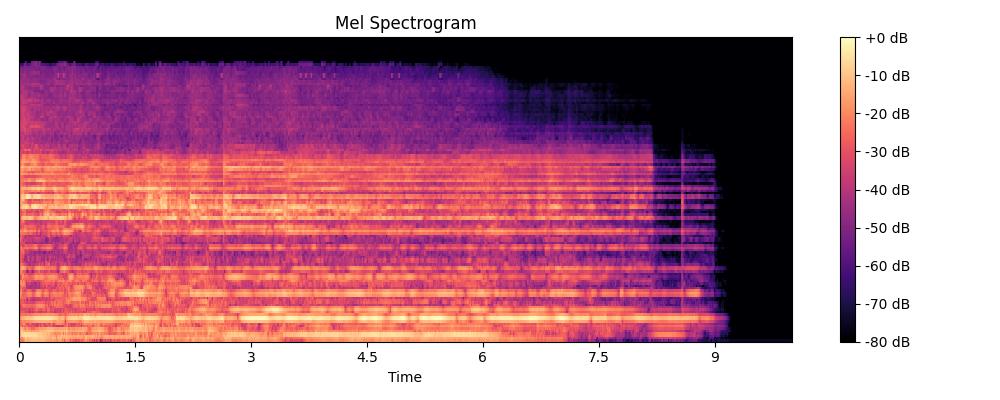 Mel Spectrogram
+0 dB
-10 dB
-20 dB
-30 dB
-40 dB
-50 dB
-60 dB
-70 dB
-80 dB
0 1.5 3 4.5 6 7.5 9
Time